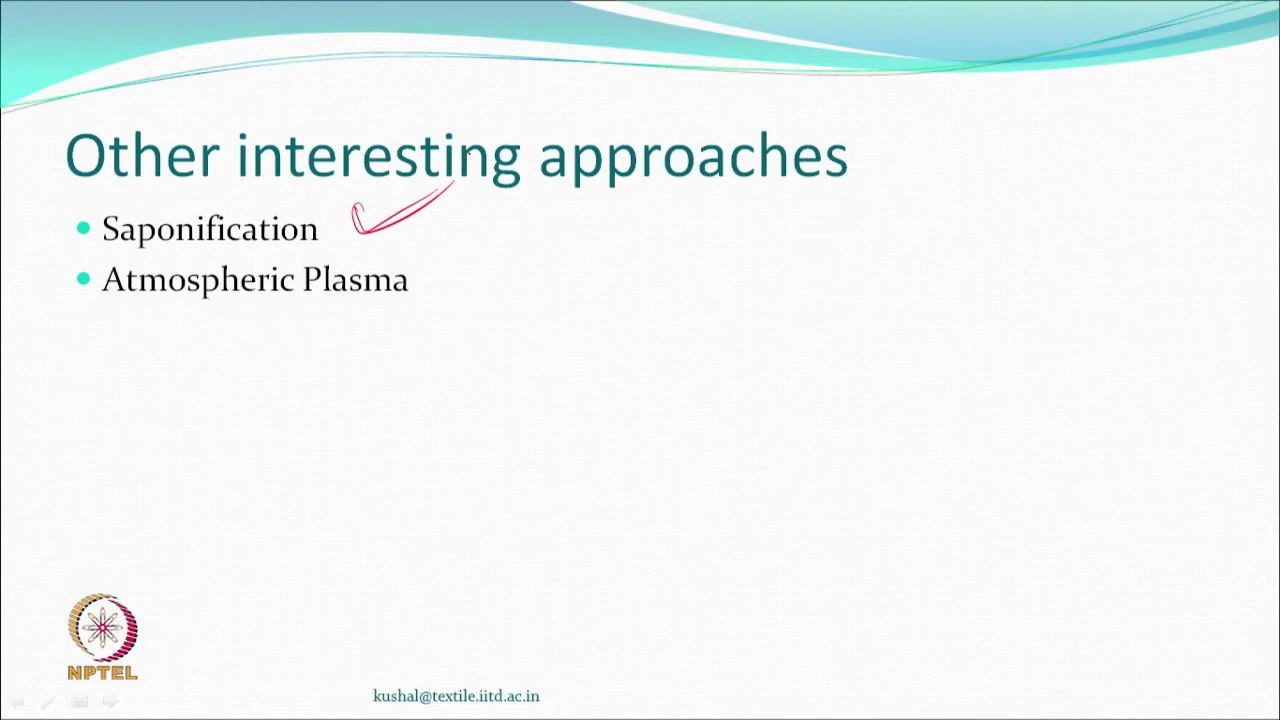 Other interesting approaches
Saponification
Atmospheric Plasma
NPTEL
kushal@textile.iitd.ac.in